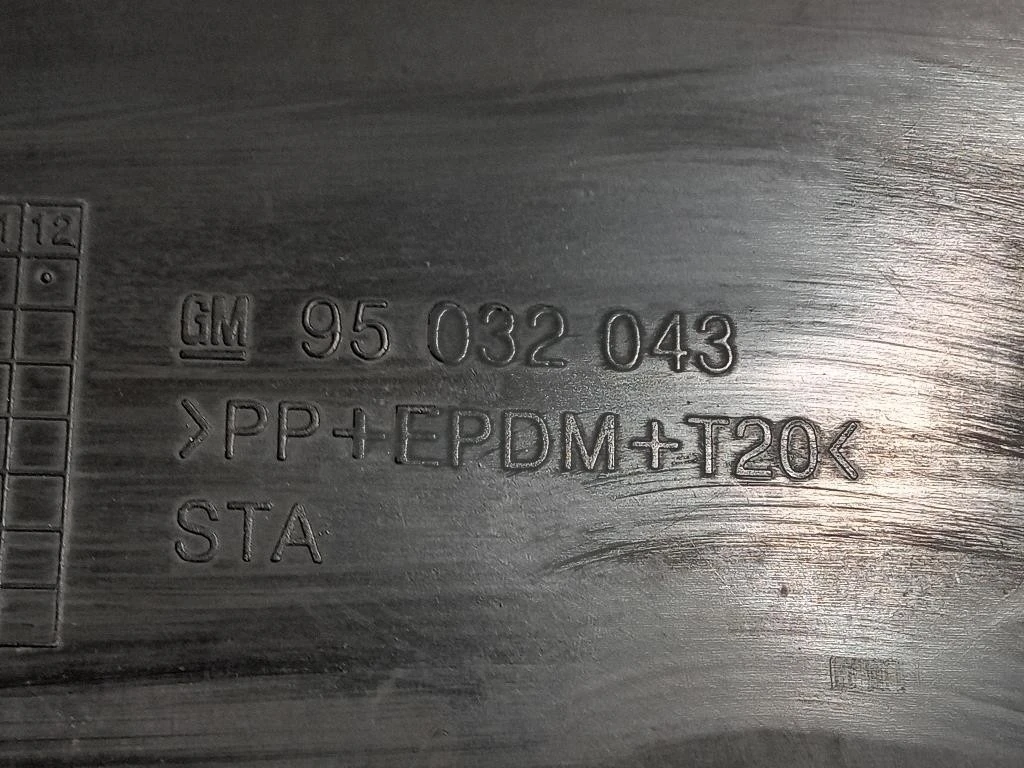 12
GM 95 032 043
>PP+EPDM+T20<
STA